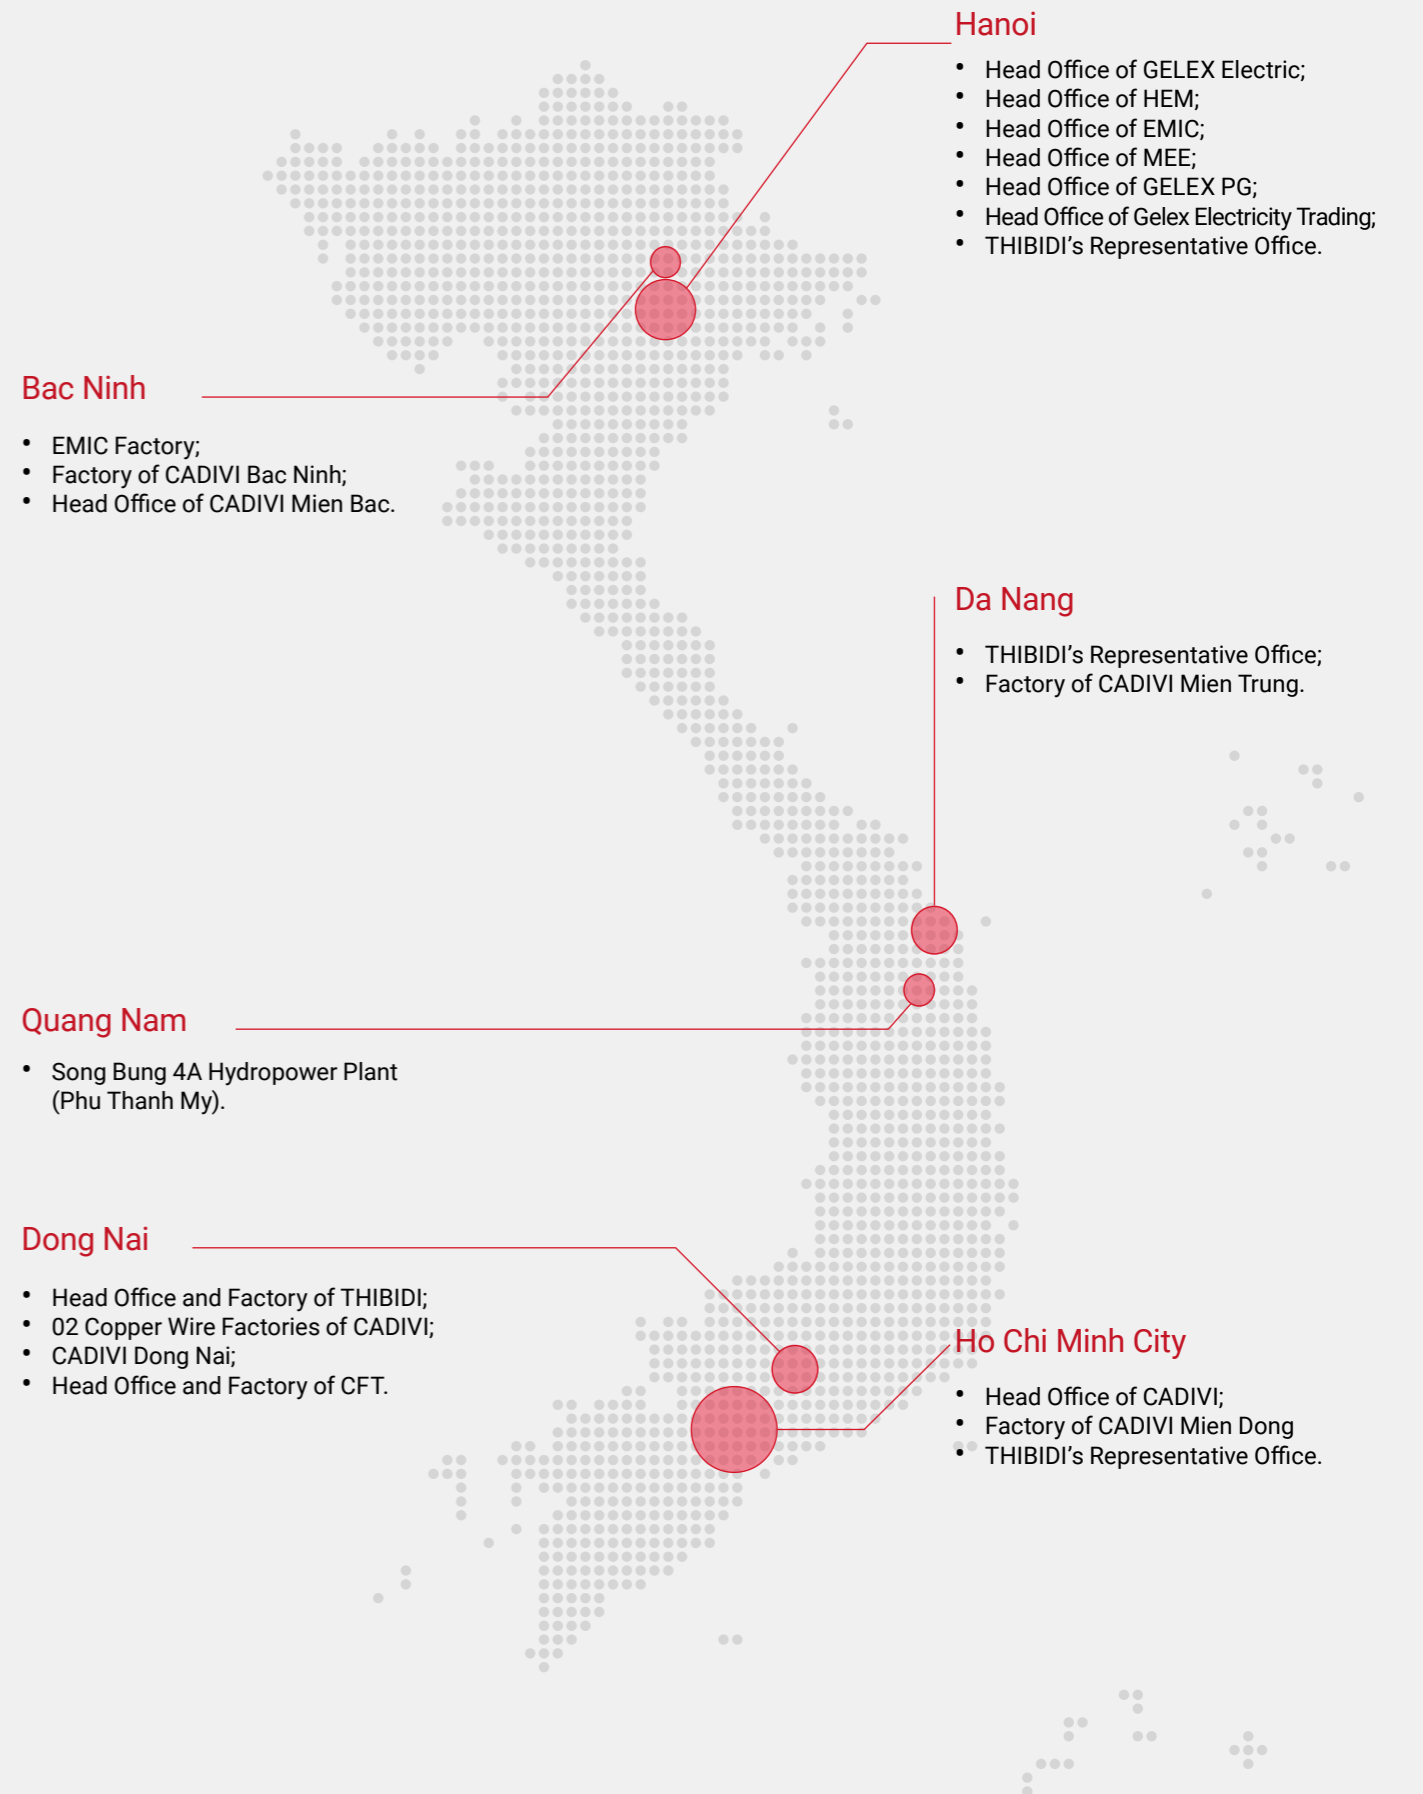 Hanoi
• Head Office of GELEX Electric;
• Head Office of HEM;
• Head Office of EMIC;
• Head Office of MEE;
• Head Office of GELEX PG;
• Head Office of Gelex Electricity Trading;
• THIBIDI’s Representative Office.
Bac Ninh
• EMIC Factory;
• Factory of CADIVI Bac Ninh;
• Head Office of CADIVI Mien Bac.
Da Nang
• THIBIDI’s Representative Office;
• Factory of CADIVI Mien Trung.
Quang Nam
• Song Bung 4A Hydropower Plant
(Phu Thanh My).
Dong Nai
• Head Office and Factory of THIBIDI;
• 02 Copper Wire Factories of CADIVI;
• CADIVI Dong Nai;
• Head Office and Factory of CFT.
Ho Chi Minh City
• Head Office of CADIVI;
• Factory of CADIVI Mien Dong
• THIBIDI’s Representative Office.